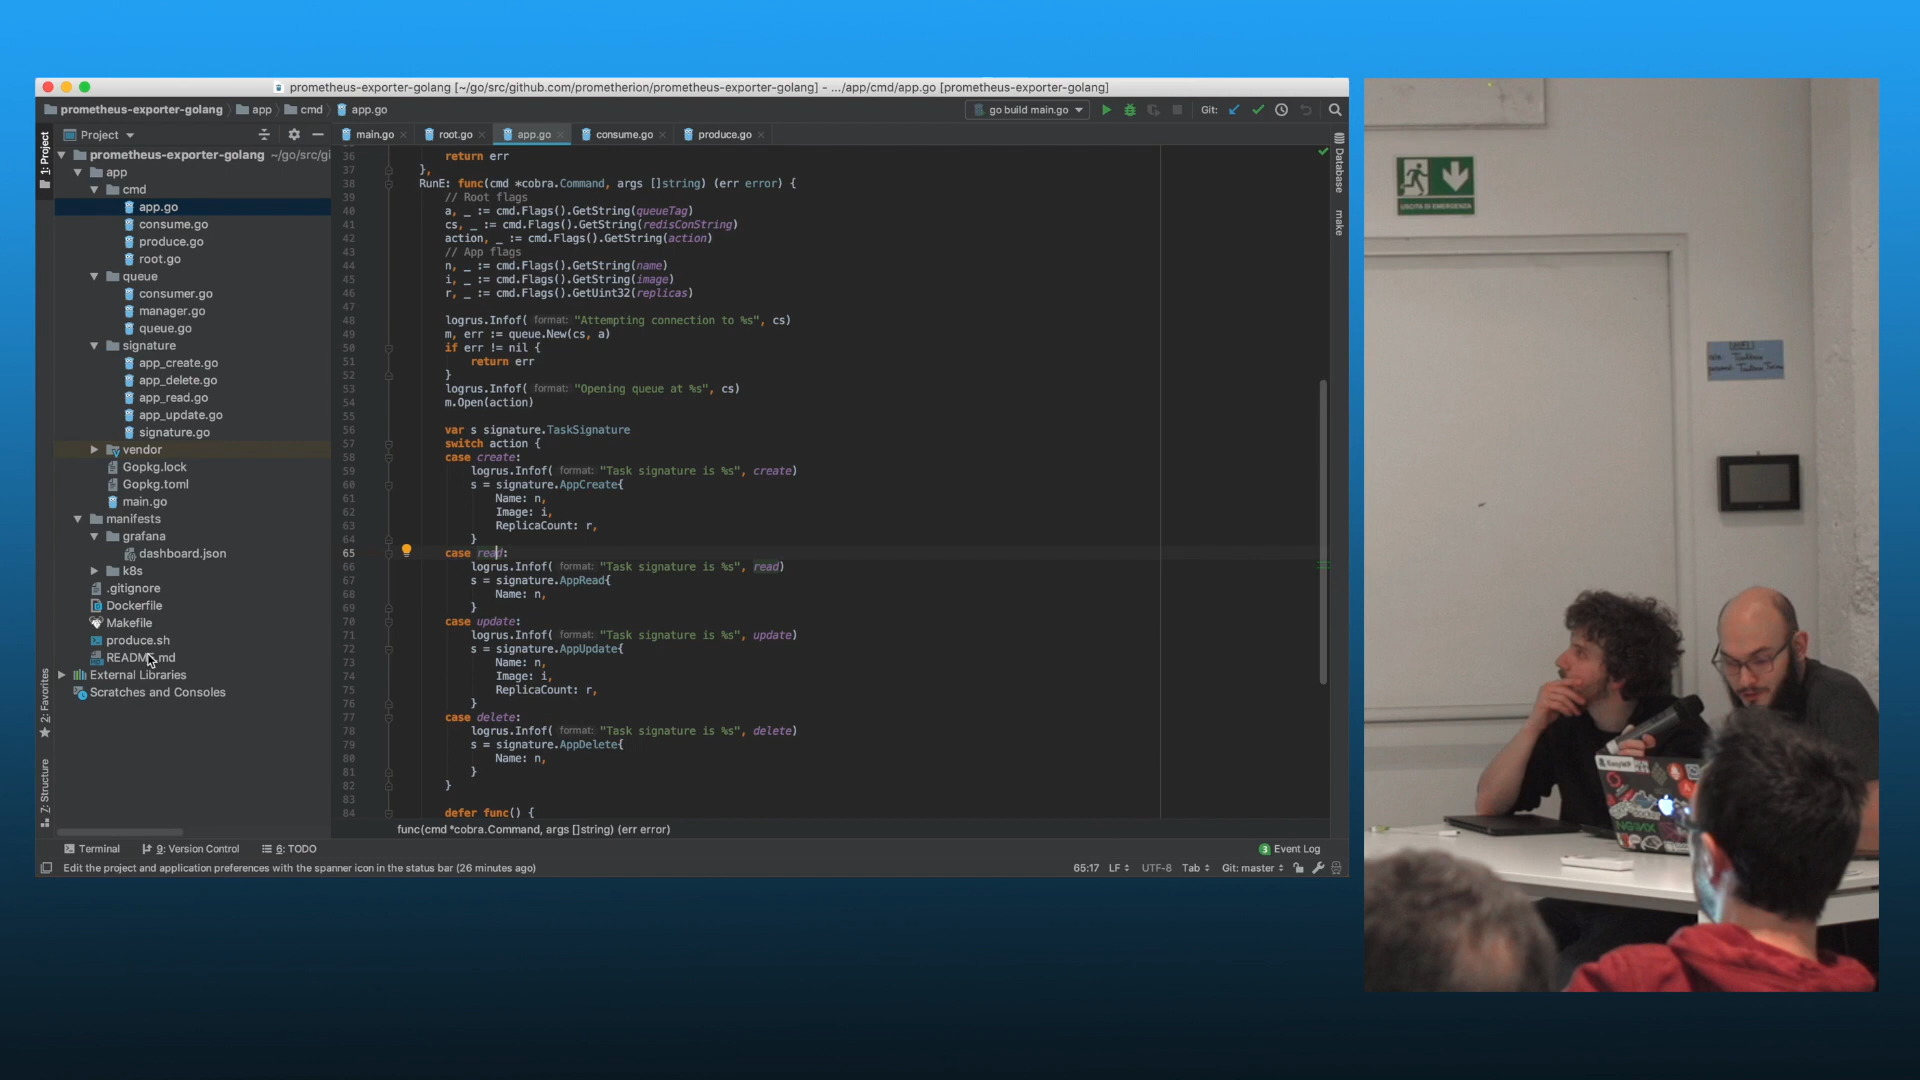 prometheus-exporter-golang [~/go/src/github.com/prometherion/prometheus-exporter-golang] - .../app/cmd/app.go [prometheus-exporter-golang]
prometheus-exporter-golang app cmd app.go
go build main.go Git:
Project
main.go root.go app.go consume.go produce.go
1: Project
2: Favorites
7: Structure
Database
make
prometheus-exporter-golang ~/go/src/gi
app
cmd
app.go
consume.go
produce.go
root.go
queue
consumer.go
manager.go
queue.go
signature
app_create.go
app_delete.go
app_read.go
app_update.go
signature.go
vendor
Gopkg.lock
Gopkg.toml
main.go
manifests
grafana
dashboard.json
k8s
.gitignore
Dockerfile
Makefile
produce.sh
README.md
External Libraries
Scratches and Consoles
36 return err
37 },
38 RunE: func(cmd *cobra.Command, args []string) (err error) {
39 // Root flags
40 a, _ := cmd.Flags().GetString(queueTag)
41 cs, _ := cmd.Flags().GetString(redisConString)
42 action, _ := cmd.Flags().GetString(action)
43 // App flags
44 n, _ := cmd.Flags().GetString(name)
45 i, _ := cmd.Flags().GetString(image)
46 r, _ := cmd.Flags().GetUint32(replicas)
47
48 logrus.Infof( format: "Attempting connection to %s", cs)
49 m, err := queue.New(cs, a)
50 if err != nil {
51 return err
52 }
53 logrus.Infof( format: "Opening queue at %s", cs)
54 m.Open(action)
55
56 var s signature.TaskSignature
57 switch action {
58 case create:
59 logrus.Infof( format: "Task signature is %s", create)
60 s = signature.AppCreate{
61 Name: n,
62 Image: i,
63 ReplicaCount: r,
64 }
65 case read:
66 logrus.Infof( format: "Task signature is %s", read)
67 s = signature.AppRead{
68 Name: n,
69 }
70 case update:
71 logrus.Infof( format: "Task signature is %s", update)
72 s = signature.AppUpdate{
73 Name: n,
74 Image: i,
75 ReplicaCount: r,
76 }
77 case delete:
78 logrus.Infof( format: "Task signature is %s", delete)
79 s = signature.AppDelete{
80 Name: n,
81 }
82 }
83
84 defer func() {
func(cmd *cobra.Command, args []string) (err error)
Terminal 9: Version Control 6: TODO
3 Event Log
Edit the project and application preferences with the spanner icon in the status bar (26 minutes ago)
65:17 LF UTF-8 Tab Git: master
USCITA DI EMERGENZA
NGINX